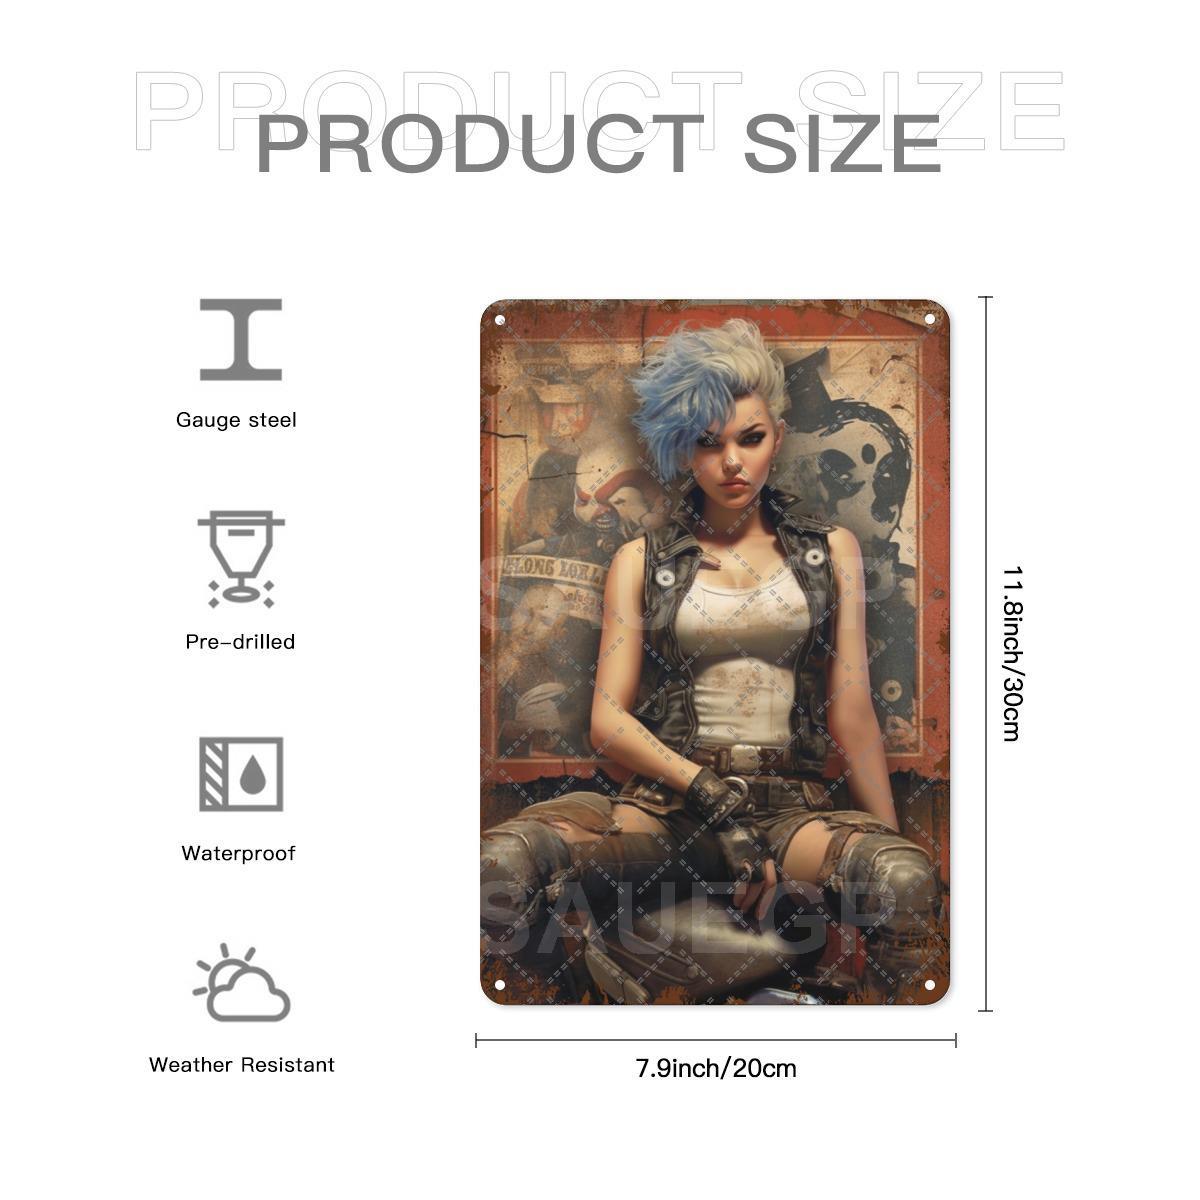 PRODUCT SIZE
PRODUCT SIZE
Gauge steel
Pre-drilled
Waterproof
Weather Resistant
LONG
SAUEGP
SAUEGP
11.8inch/30cm
7.9inch/20cm